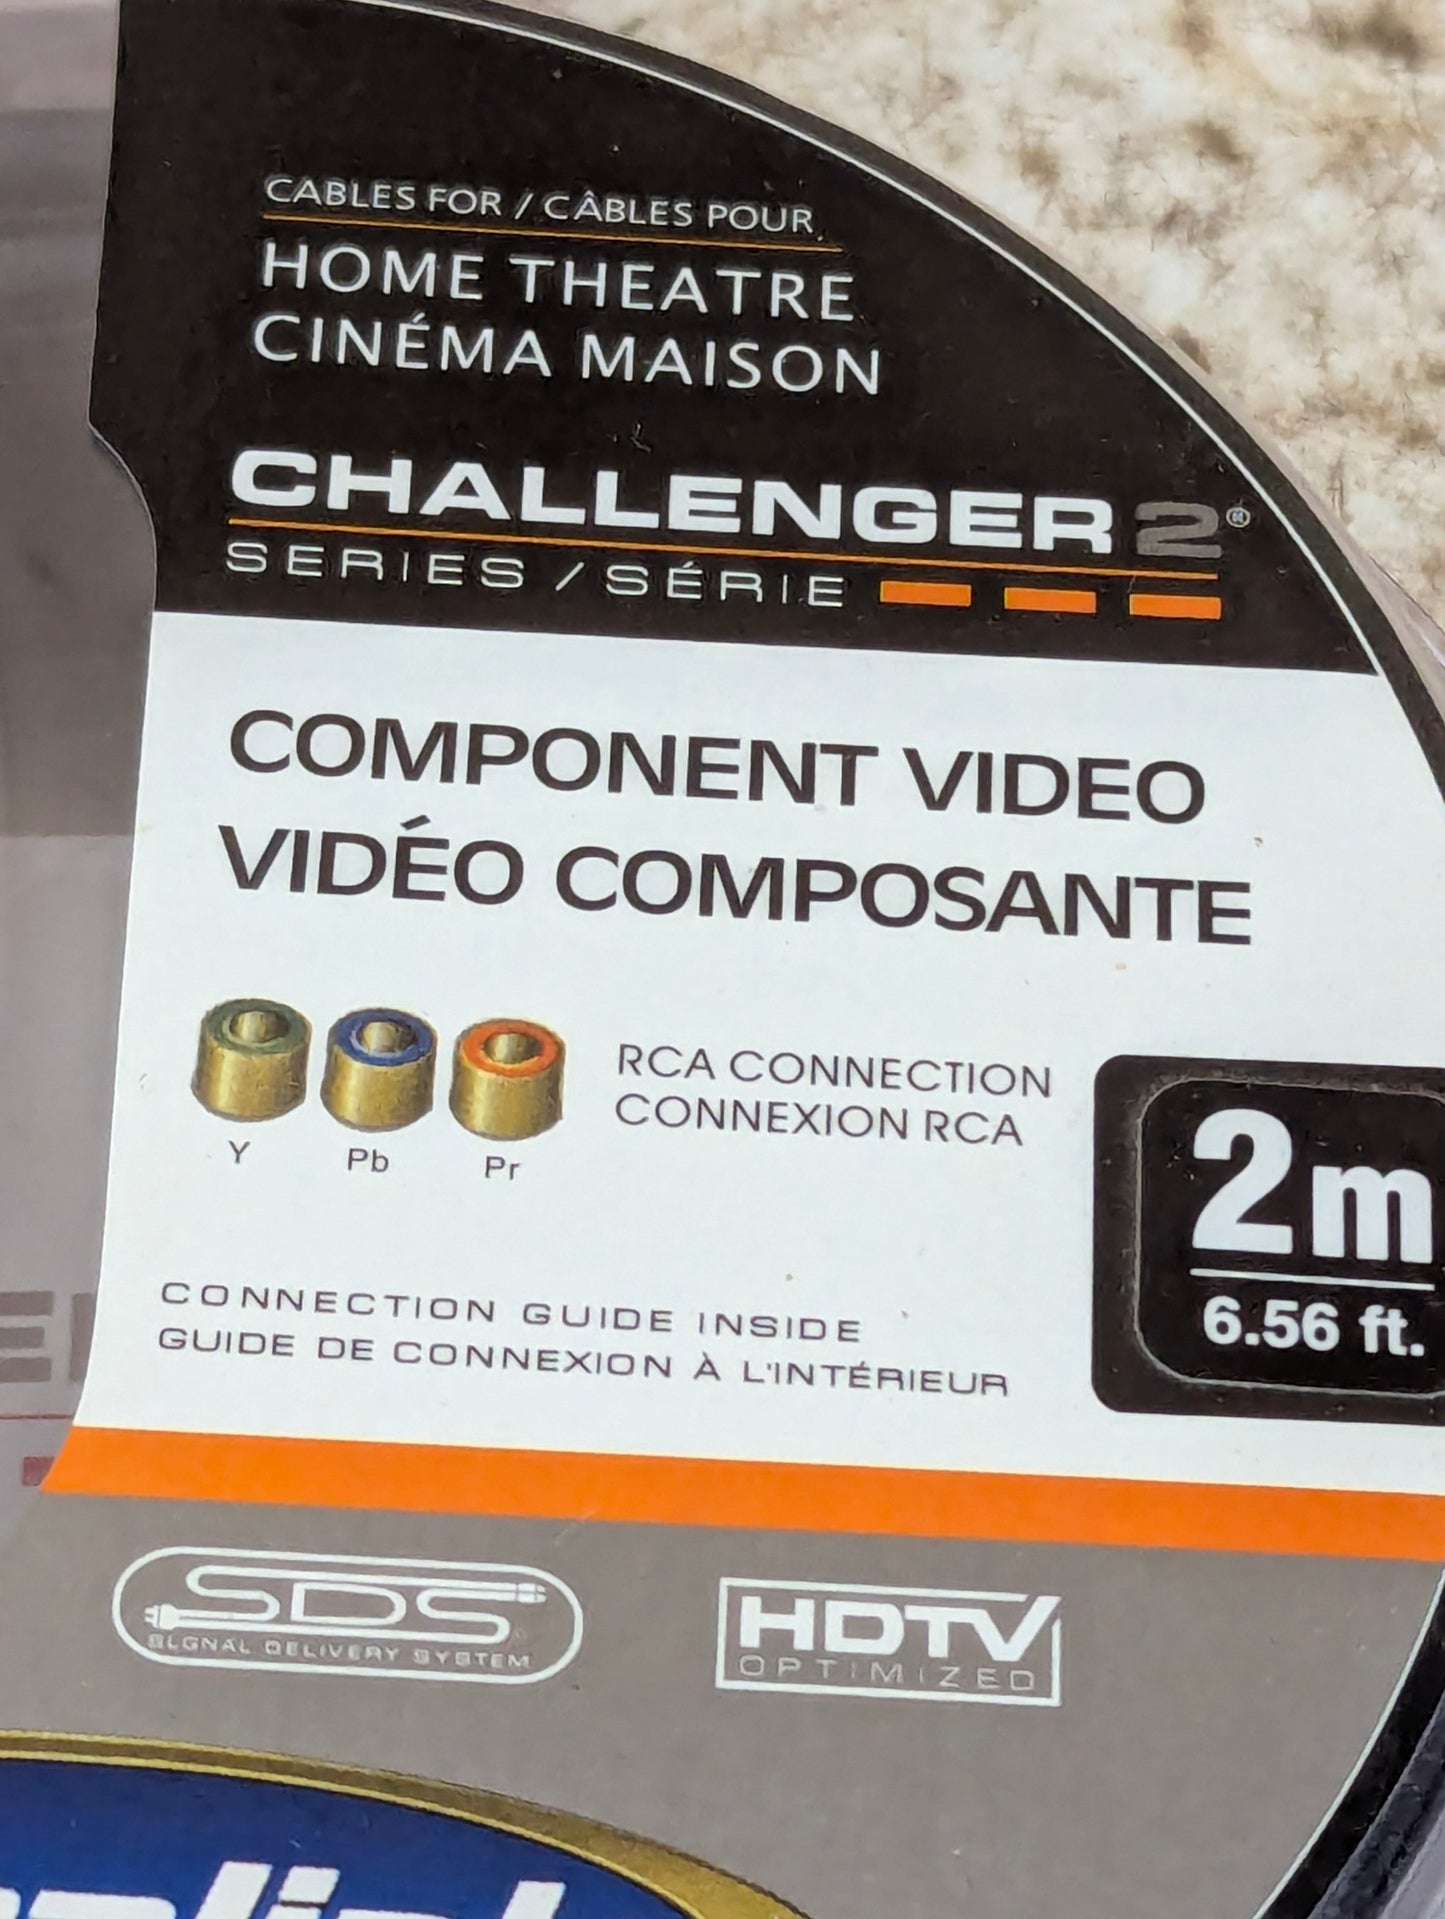 CABLES FOR / CÂBLES POUR
HOME THEATRE
CINÉMA MAISON
CHALLENGER 2®
SERIES / SÉRIE
COMPONENT VIDEO
VIDÉO COMPOSANTE
RCA CONNECTION
CONNEXION RCA
Y Pb Pr
2m
6.56 ft.
CONNECTION GUIDE INSIDE
GUIDE DE CONNEXION À L'INTÉRIEUR
SDS
SIGNAL DELIVERY SYSTEM
HDTV
OPTIMIZED